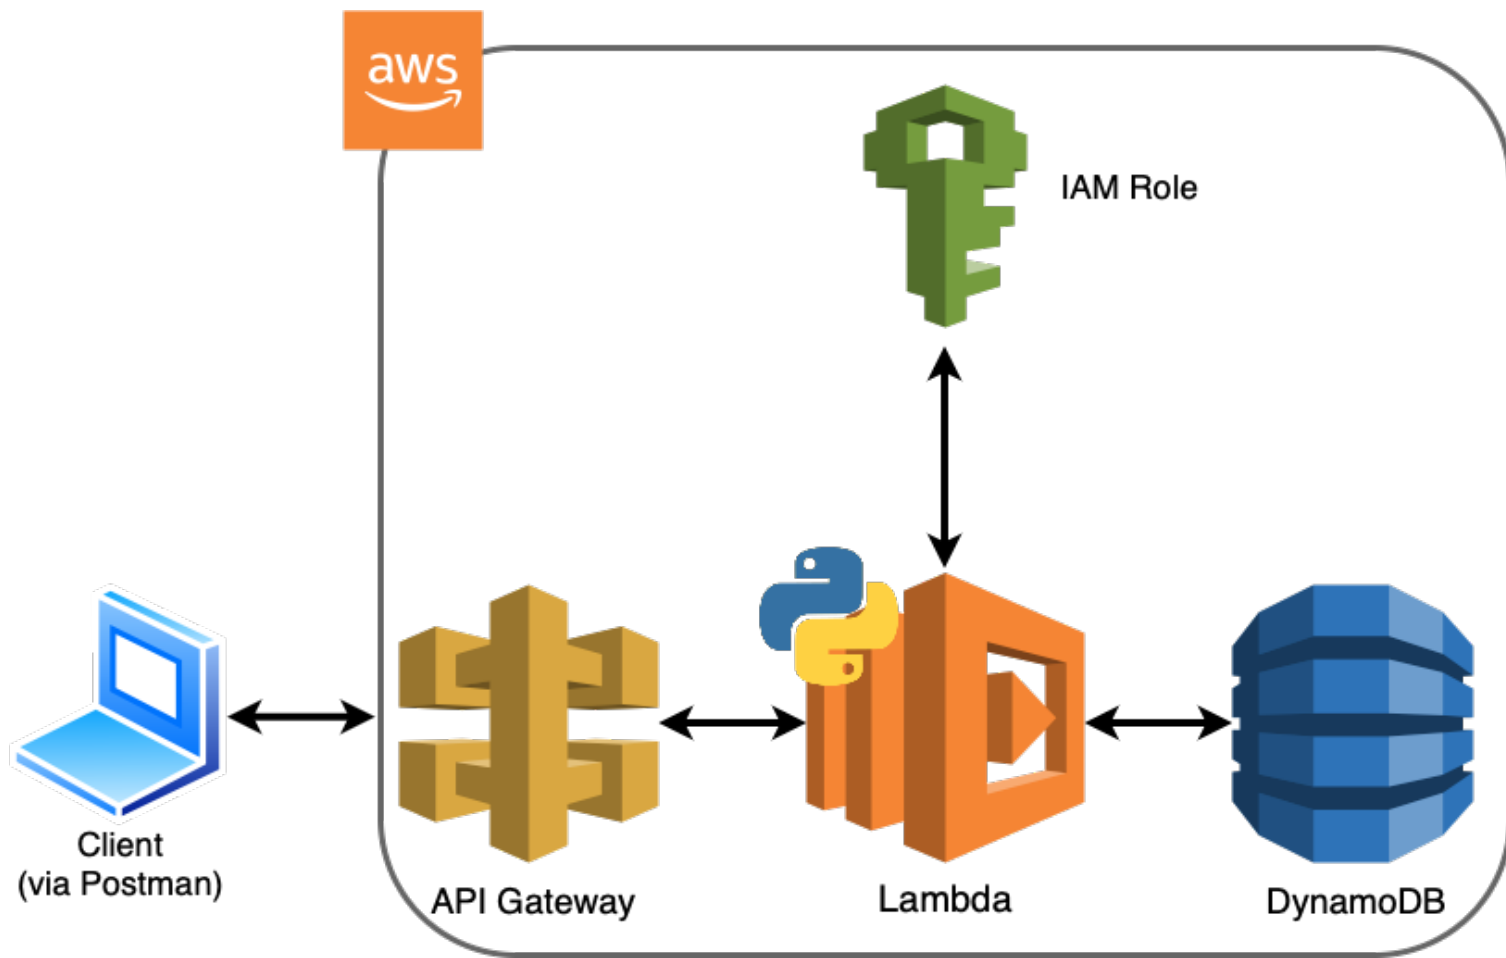 aws
IAM Role
Client
(via Postman)
API Gateway
Lambda
DynamoDB